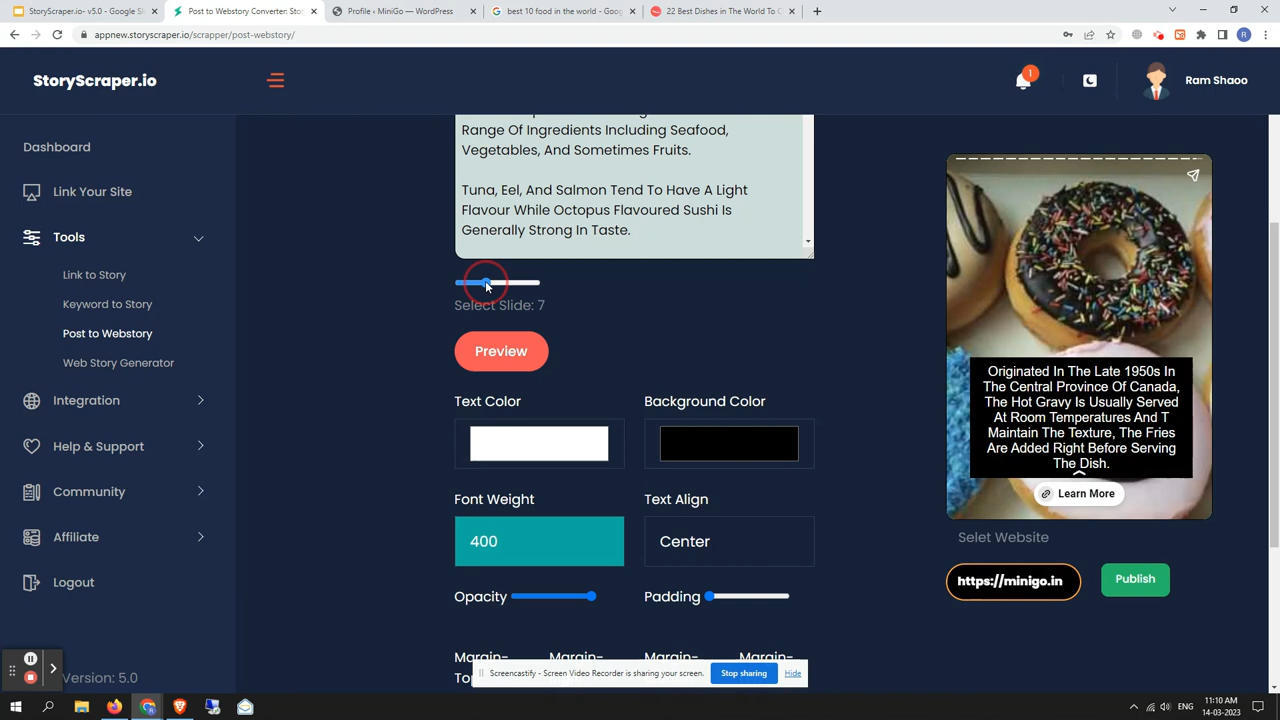 StoryScraper.io - v5.0 - Google Sl
Post to Webstory Converter: Sto
Profile ‹ MiniGo — WordPress
best 10 food in the world - Goog
22 Best Dishes in The World To C
appnew.storyscraper.io/scrapper/post-webstory/
R
StoryScraper.io
1
Ram Shaoo
Dashboard
Link Your Site
Tools
Link to Story
Keyword to Story
Post to Webstory
Web Story Generator
Integration
Help & Support
Community
Affiliate
Logout
Version: 5.0
Range Of Ingredients Including Seafood,
Vegetables, And Sometimes Fruits.
Tuna, Eel, And Salmon Tend To Have A Light
Flavour While Octopus Flavoured Sushi Is
Generally Strong In Taste.
Select Slide: 7
Preview
Text Color
Background Color
Font Weight
Text Align
400
Center
Opacity
Padding
Margin-
Margin-
Margin-
Margin-
To
Originated In The Late 1950s In
The Central Province Of Canada,
The Hot Gravy Is Usually Served
At Room Temperatures And T
Maintain The Texture, The Fries
Are Added Right Before Serving
The Dish.
Learn More
Selet Website
https://minigo.in
Publish
Screencastify - Screen Video Recorder is sharing your screen.
Stop sharing
Hide
ENG
11:10 AM
14-03-2023